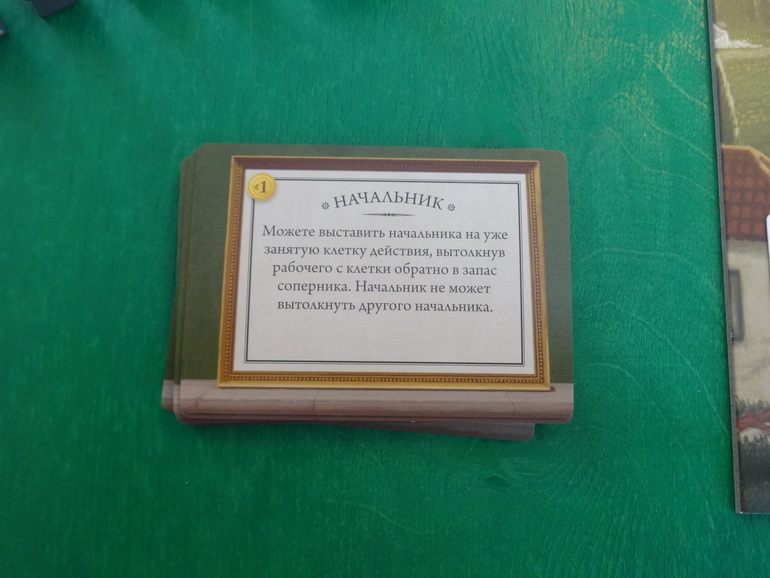 1
НАЧАЛЬНИК
Можете выставить начальника на уже
занятую клетку действия, вытолкнув
рабочего с клетки обратно в запас
соперника. Начальник не может
вытолкнуть другого начальника.